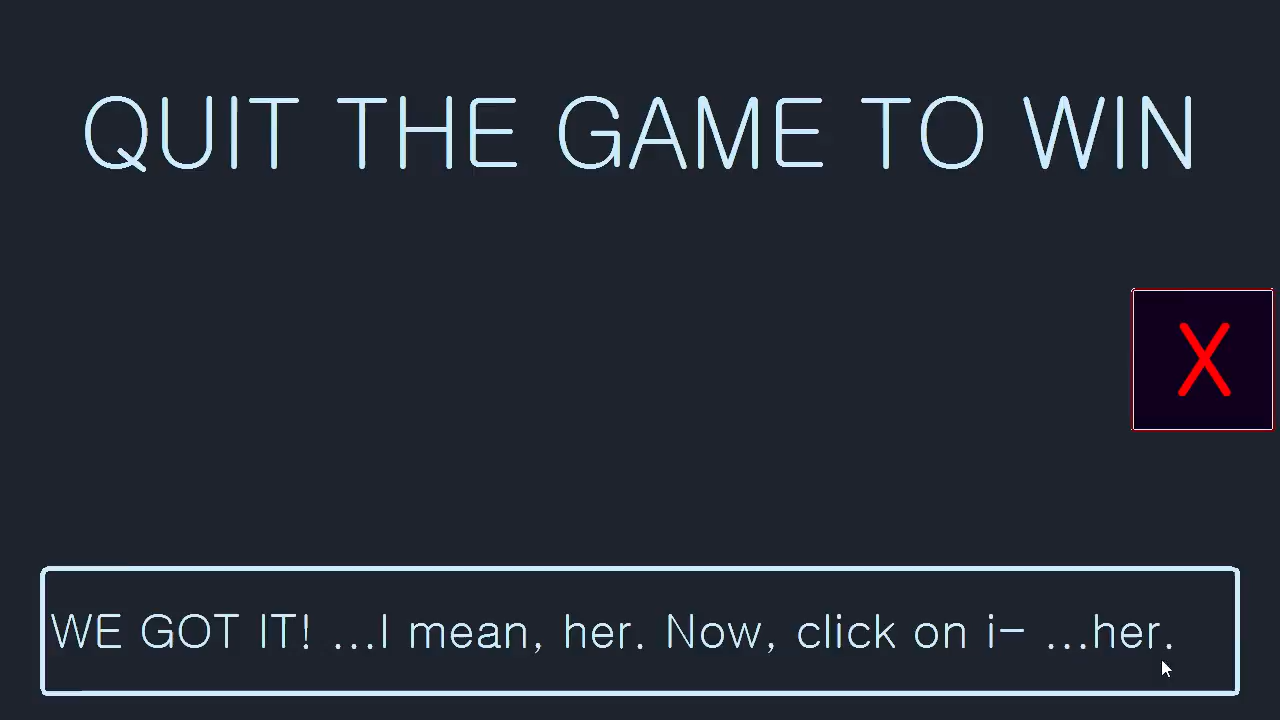 QUIT THE GAME TO WIN
X
WE GOT IT! ...I mean, her. Now, click on i- ...her.